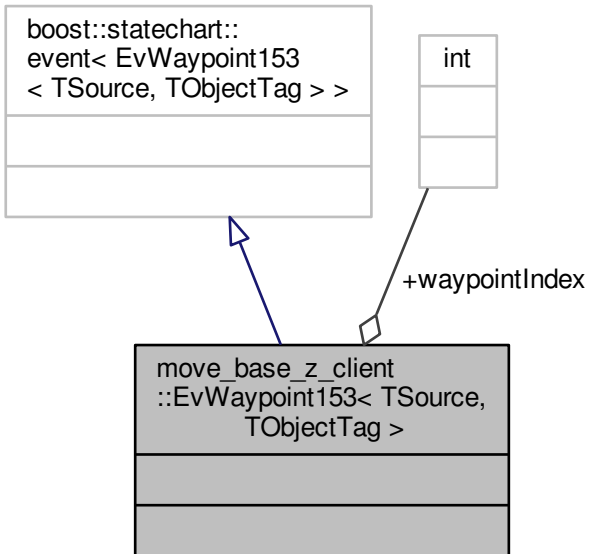 boost::statechart::
event< EvWaypoint153
< TSource, TObjectTag > >
int
+waypointIndex
move_base_z_client
::EvWaypoint153< TSource,
TObjectTag >